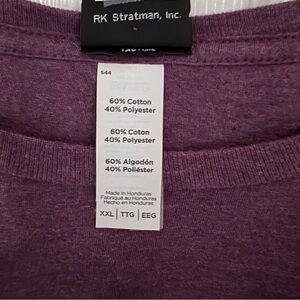 RK Stratman, Inc.
544
60% Cotton
40% Polyester
60% Coton
40% Polyester
60% Algodón
40% Poliéster
Made in Honduras
Fabriqué au Honduras
Hecho en Honduras
XXL | TTG | EEG